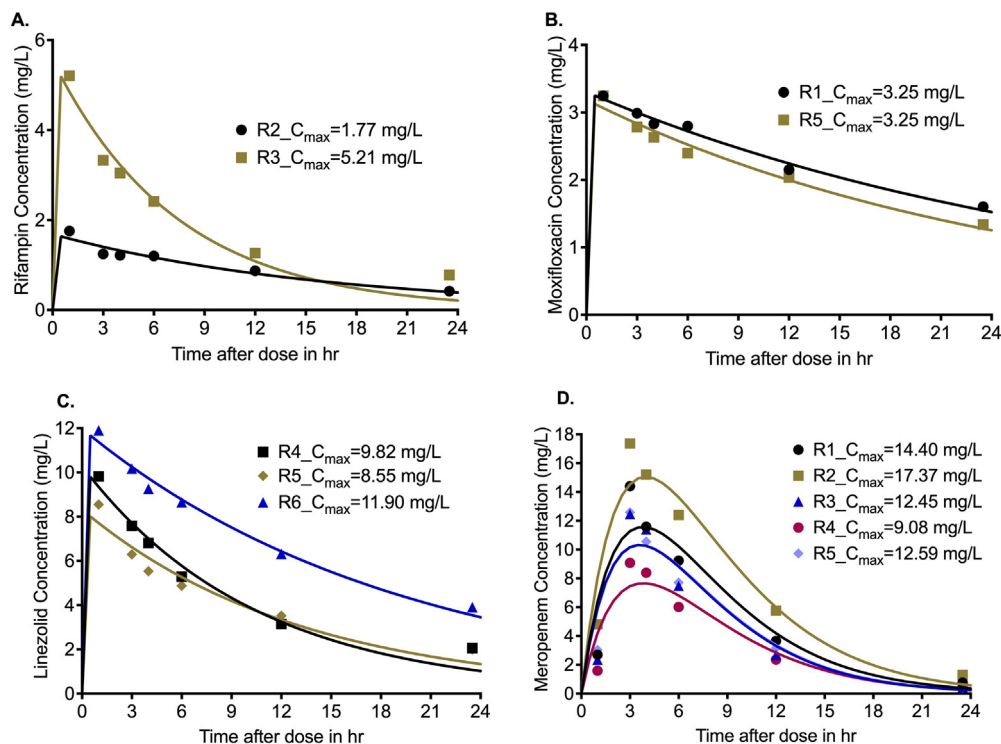 A.
Rifampin Concentration (mg/L)
6
4
2
0
R2_Cmax=1.77 mg/L
R3_Cmax=5.21 mg/L
0 3 6 9 12 15 18 21 24
Time after dose in hr
B.
Moxifloxacin Concentration (mg/L)
4
3
2
1
0
R1_Cmax=3.25 mg/L
R5_Cmax=3.25 mg/L
0 3 6 9 12 15 18 21 24
Time after dose in hr
C.
Linezolid Concentration (mg/L)
12
10
8
6
4
2
0
R4_Cmax=9.82 mg/L
R5_Cmax=8.55 mg/L
R6_Cmax=11.90 mg/L
0 3 6 9 12 15 18 21 24
Time after dose in hr
D.
Meropenem Concentration (mg/L)
18
16
14
12
10
8
6
4
2
0
R1_Cmax=14.40 mg/L
R2_Cmax=17.37 mg/L
R3_Cmax=12.45 mg/L
R4_Cmax=9.08 mg/L
R5_Cmax=12.59 mg/L
0 3 6 9 12 15 18 21 24
Time after dose in hr